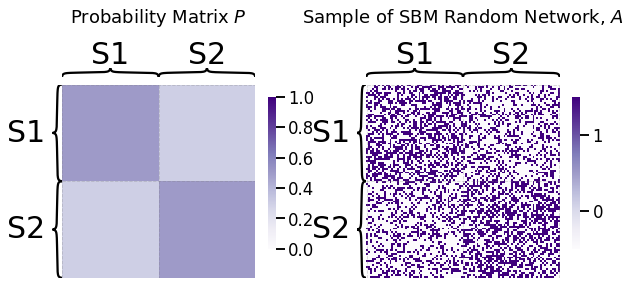 Probability Matrix P
S1 S2
S1
S2
1.0
0.8
0.6
0.4
0.2
0.0
Sample of SBM Random Network, A
S1 S2
S1
S2
1
0